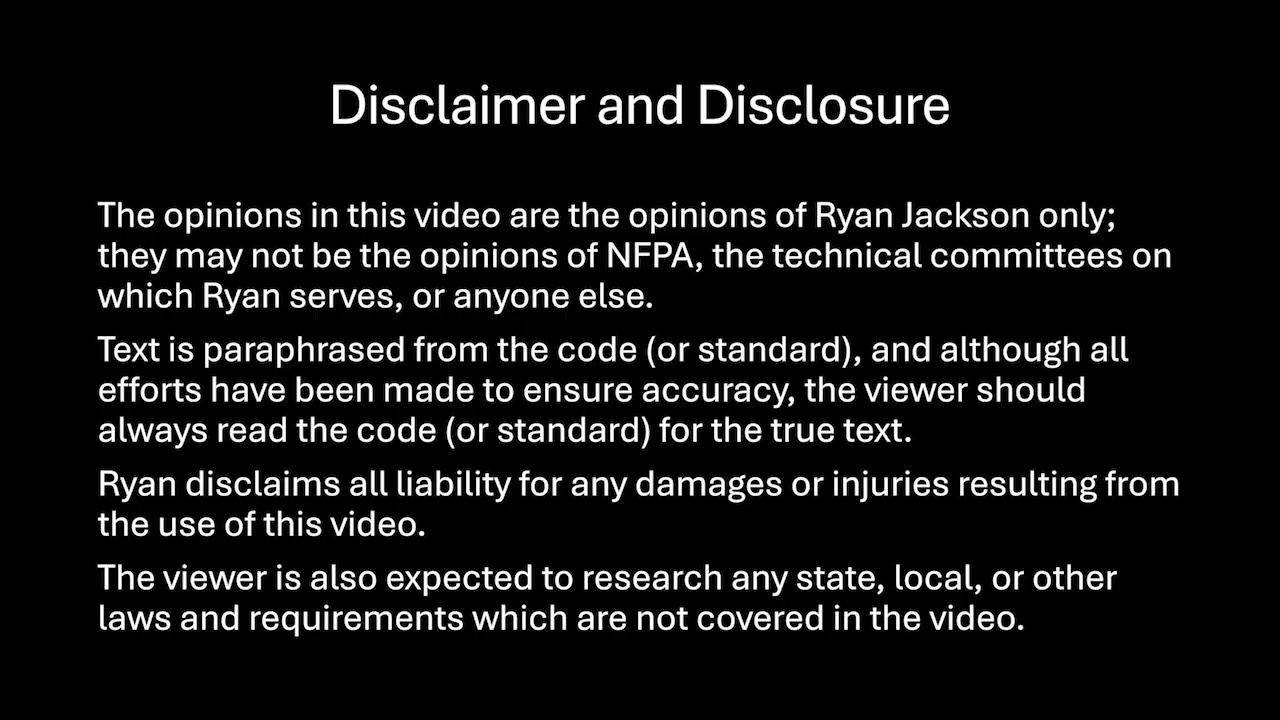 Disclaimer and Disclosure
The opinions in this video are the opinions of Ryan Jackson only;
they may not be the opinions of NFPA, the technical committees on
which Ryan serves, or anyone else.
Text is paraphrased from the code (or standard), and although all
efforts have been made to ensure accuracy, the viewer should
always read the code (or standard) for the true text.
Ryan disclaims all liability for any damages or injuries resulting from
the use of this video.
The viewer is also expected to research any state, local, or other
laws and requirements which are not covered in the video.